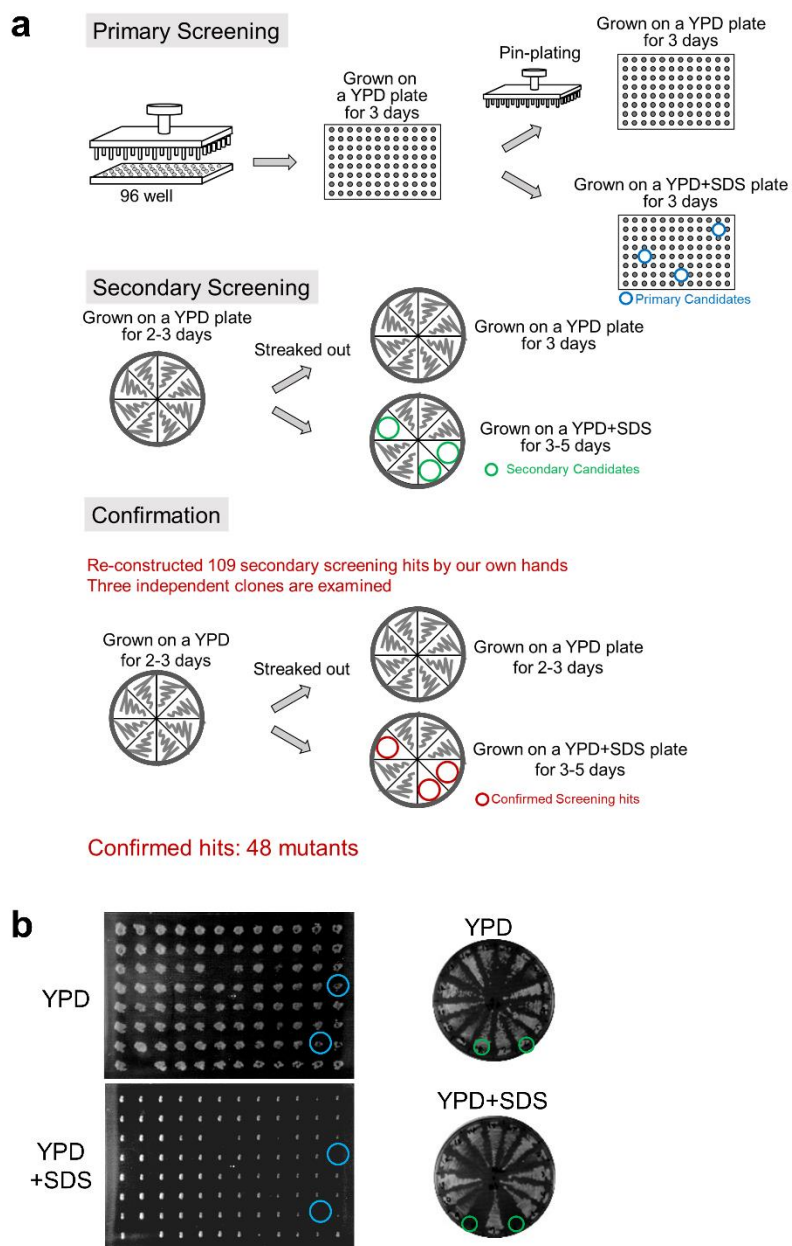 a
Primary Screening
Grown on
a YPD plate
for 3 days
Pin-plating
Grown on a YPD plate
for 3 days
96 well
Grown on a YPD+SDS plate
for 3 days
Primary Candidates
Secondary Screening
Grown on a YPD plate
for 2-3 days
Streaked out
Grown on a YPD plate
for 3 days
Grown on a YPD+SDS
for 3-5 days
Secondary Candidates
Confirmation
Re-constructed 109 secondary screening hits by our own hands
Three independent clones are examined
Grown on a YPD
for 2-3 days
Streaked out
Grown on a YPD plate
for 2-3 days
Grown on a YPD+SDS plate
for 3-5 days
Confirmed Screening hits
Confirmed hits: 48 mutants
b
YPD
YPD
YPD
+SDS
YPD+SDS